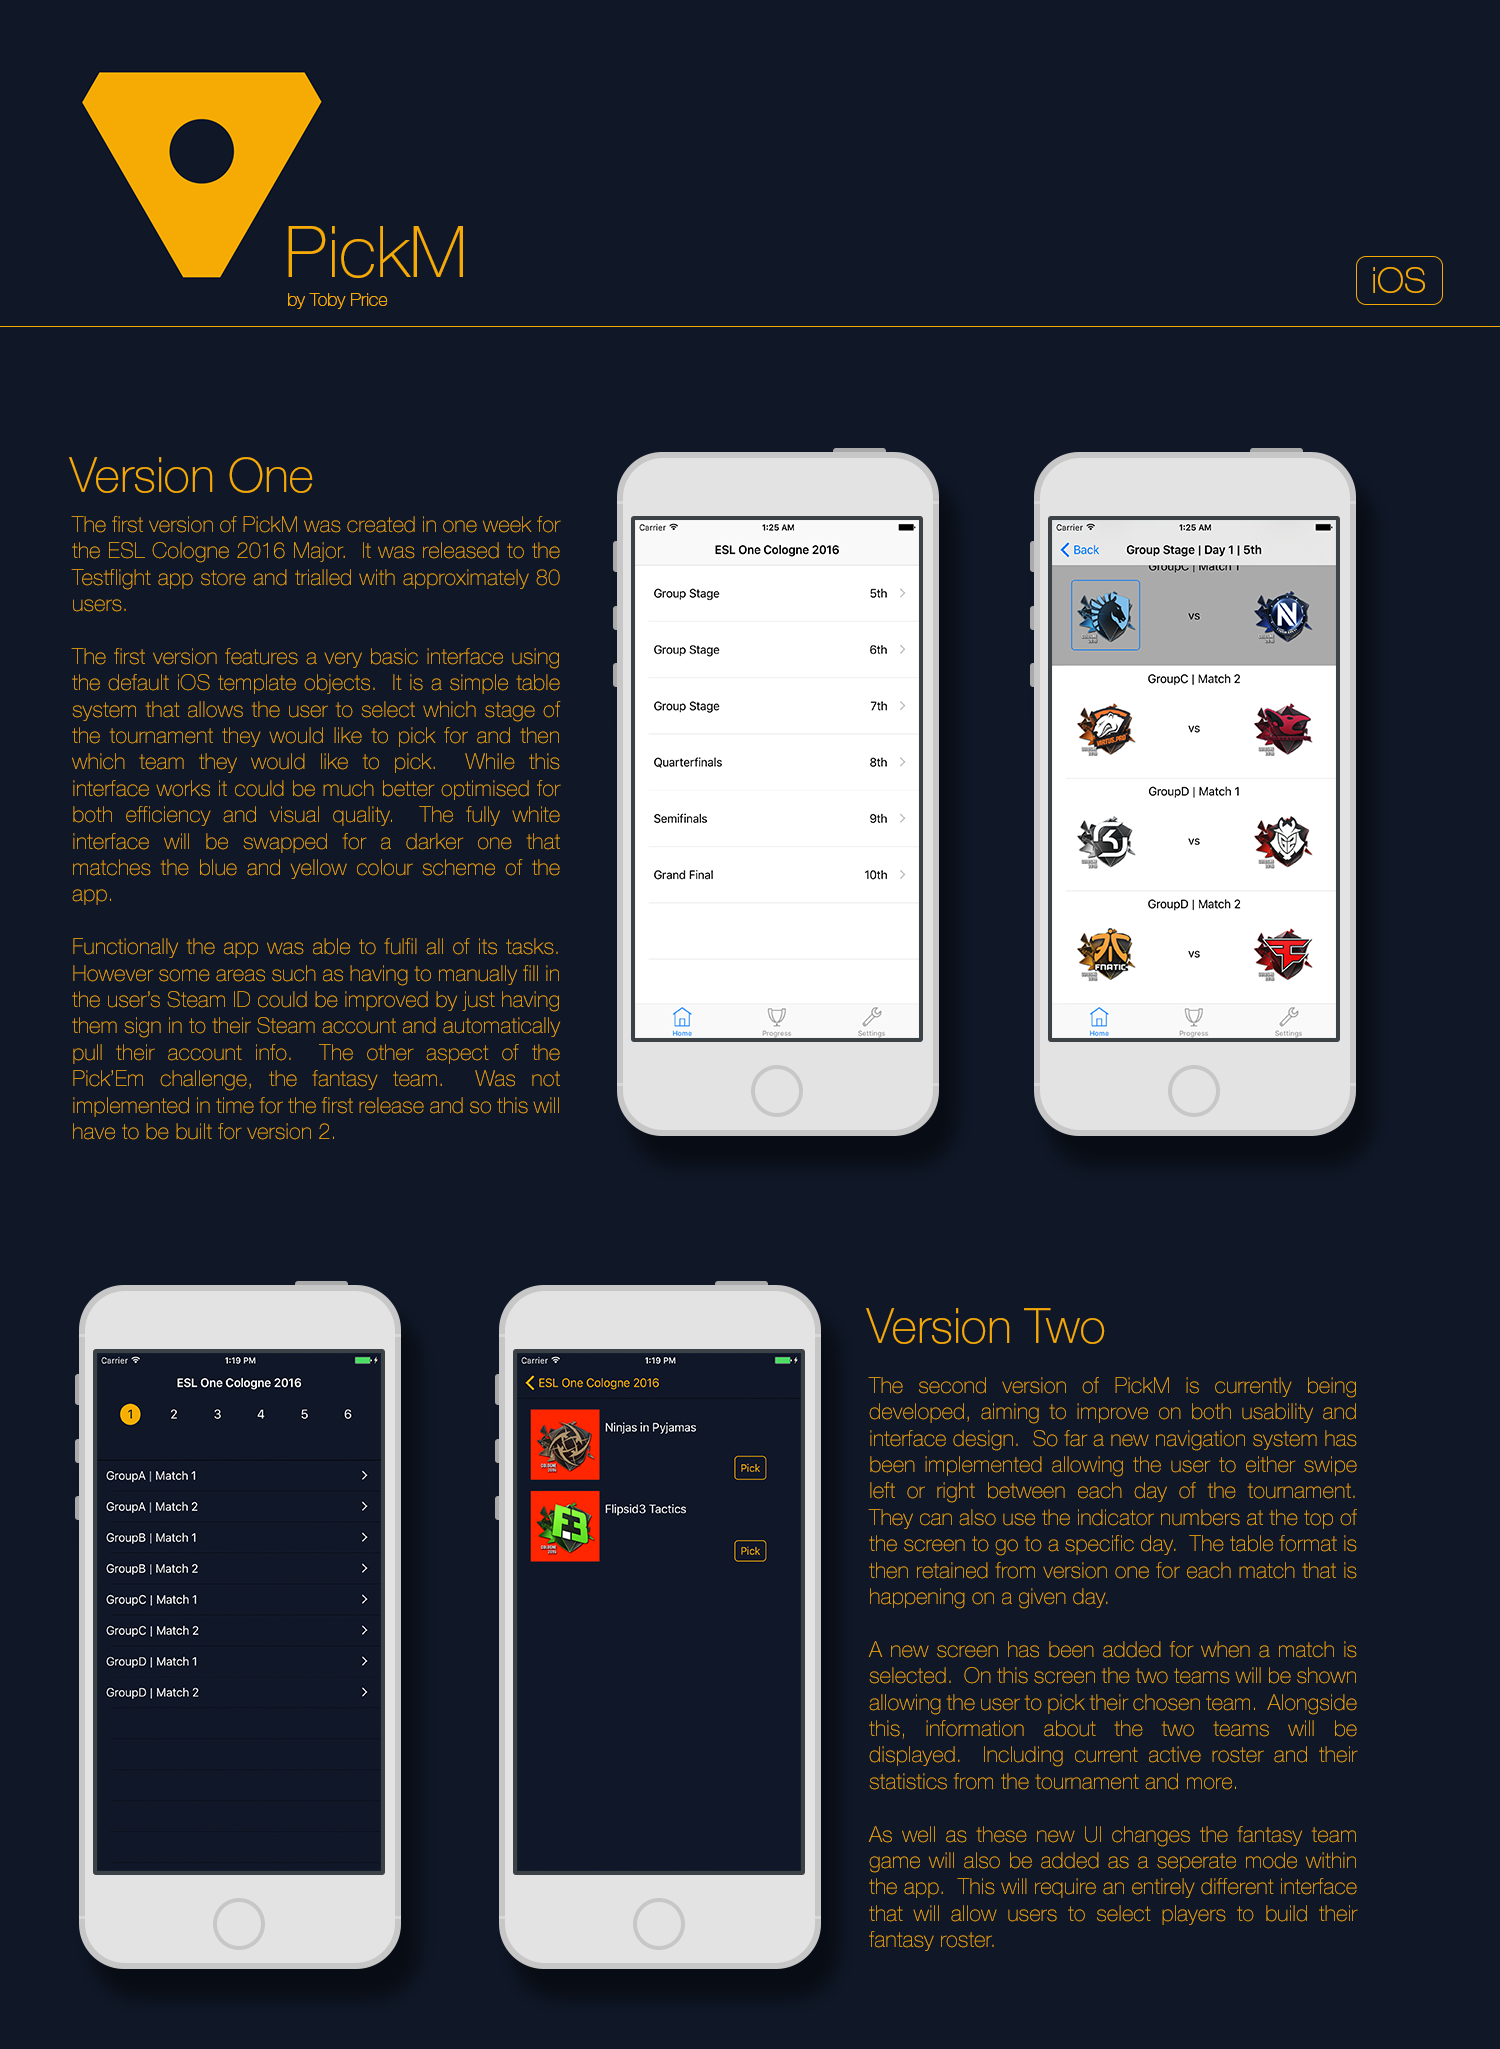 PickM
by Toby Price
iOS
Version One
The first version of PickM was created in one week for
the ESL Cologne 2016 Major. It was released to the
Testflight app store and trialled with approximately 80
users.
The first version features a very basic interface using
the default iOS template objects. It is a simple table
system that allows the user to select which stage of
the tournament they would like to pick for and then
which team they would like to pick. While this
interface works it could be much better optimised for
both efficiency and visual quality. The fully white
interface will be swapped for a darker one that
matches the blue and yellow colour scheme of the
app.
Functionally the app was able to fulfil all of its tasks.
However some areas such as having to manually fill in
the user's Steam ID could be improved by just having
them sign in to their Steam account and automatically
pull their account info. The other aspect of the
Pick'Em challenge, the fantasy team. Was not
implemented in time for the first release and so this will
have to be built for version 2.
Carrier 1:25 AM
ESL One Cologne 2016
Group Stage 5th
Group Stage 6th
Group Stage 7th
Quarterfinals 8th
Semifinals 9th
Grand Final 10th
Home Progress Settings
Carrier 1:25 AM
Back Group Stage | Day 1 | 5th
GroupC | Match 1
vs
GroupC | Match 2
VIRTUS.PRO
vs
GroupD | Match 1
vs
GroupD | Match 2
FNATIC
vs
Home Progress Settings
Carrier 1:19 PM
ESL One Cologne 2016
1 2 3 4 5 6
GroupA | Match 1
GroupA | Match 2
GroupB | Match 1
GroupB | Match 2
GroupC | Match 1
GroupC | Match 2
GroupD | Match 1
GroupD | Match 2
Carrier 1:19 PM
ESL One Cologne 2016
Ninjas in Pyjamas
COLOGNE
2016
Pick
Flipsid3 Tactics
F3
COLOGNE
2016
Pick
Version Two
The second version of PickM is currently being
developed, aiming to improve on both usability and
interface design. So far a new navigation system has
been implemented allowing the user to either swipe
left or right between each day of the tournament.
They can also use the indicator numbers at the top of
the screen to go to a specific day. The table format is
then retained from version one for each match that is
happening on a given day.
A new screen has been added for when a match is
selected. On this screen the two teams will be shown
allowing the user to pick their chosen team. Alongside
this, information about the two teams will be
displayed. Including current active roster and their
statistics from the tournament and more.
As well as these new UI changes the fantasy team
game will also be added as a seperate mode within
the app. This will require an entirely different interface
that will allow users to select players to build their
fantasy roster.